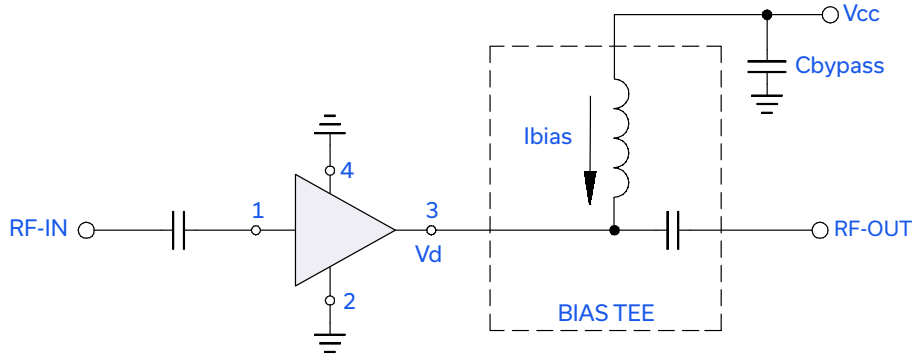 Vcc
Cbypass
Ibias
4
RF-IN
1
3
RF-OUT
Vd
2
BIAS TEE